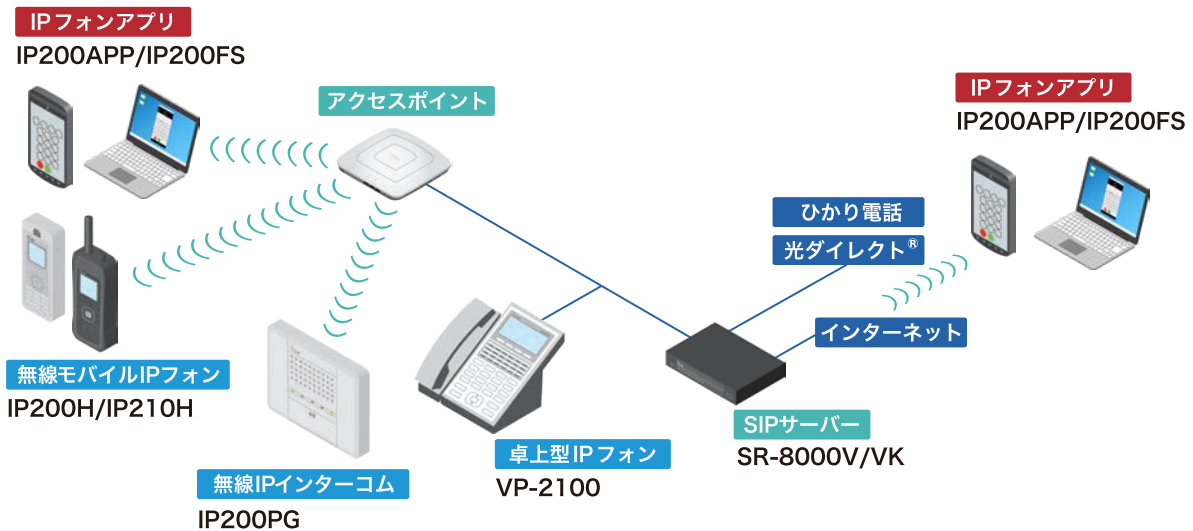 IPフォンアプリ
IP200APP/IP200FS
アクセスポイント
IPフォンアプリ
IP200APP/IP200FS
ひかり電話
光ダイレクト®
インターネット
無線モバイルIPフォン
IP200H/IP210H
SIPサーバー
SR-8000V/VK
卓上型IPフォン
VP-2100
無線IPインターコム
IP200PG